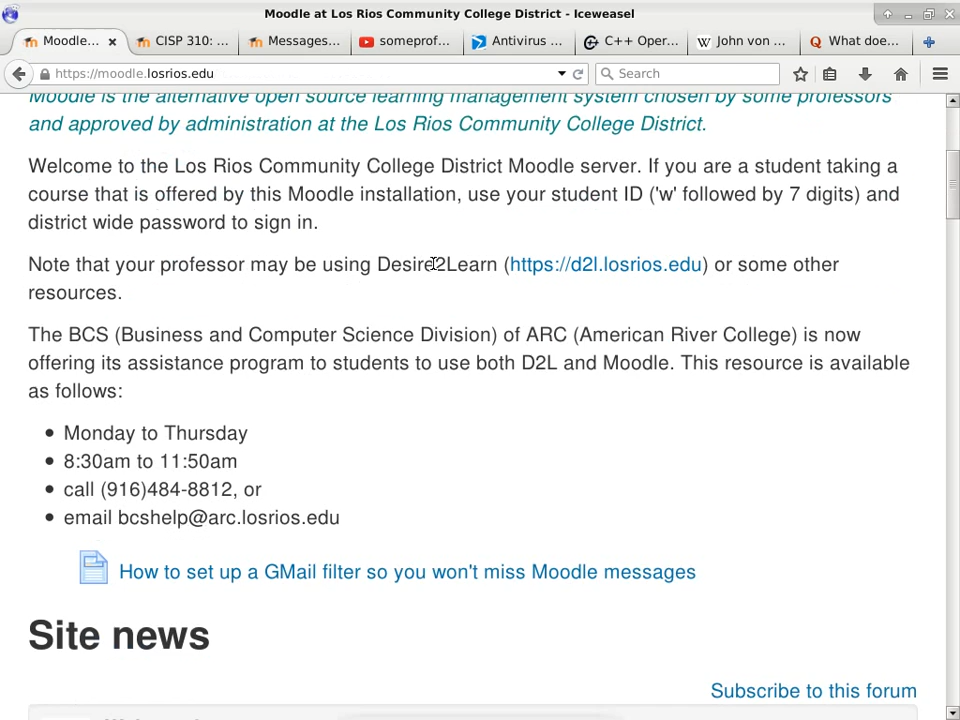 Moodle at Los Rios Community College District - Iceweasel
Moodle... CISP 310: ... Messages... someprof... Antivirus ... C++ Oper... John von ... What doe...
https://moodle.losrios.edu Search
Moodle is the alternative open source learning management system chosen by some professors
and approved by administration at the Los Rios Community College District.
Welcome to the Los Rios Community College District Moodle server. If you are a student taking a
course that is offered by this Moodle installation, use your student ID ('w' followed by 7 digits) and
district wide password to sign in.
Note that your professor may be using Desire2Learn (https://d2l.losrios.edu) or some other
resources.
The BCS (Business and Computer Science Division) of ARC (American River College) is now
offering its assistance program to students to use both D2L and Moodle. This resource is available
as follows:
Monday to Thursday
8:30am to 11:50am
call (916)484-8812, or
email bcshelp@arc.losrios.edu
How to set up a GMail filter so you won't miss Moodle messages
Site news
Subscribe to this forum